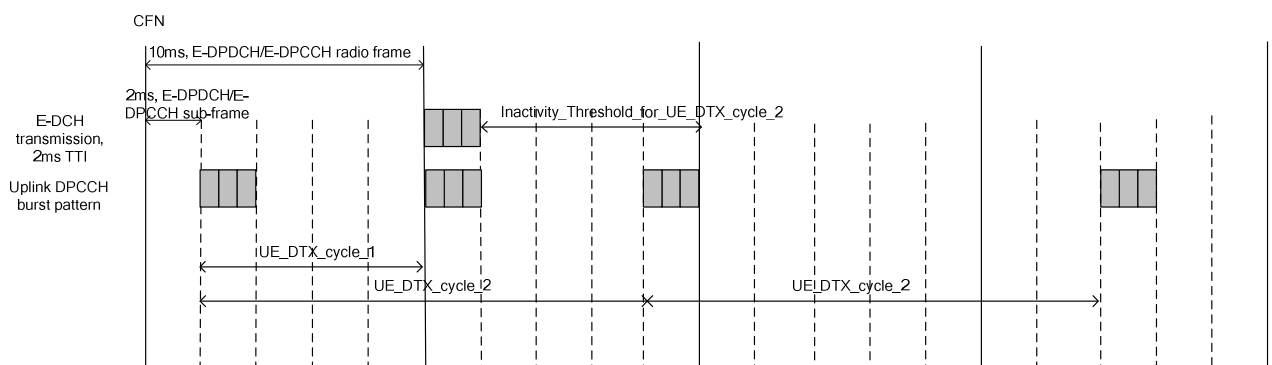 CFN
10ms, E-DPDCH/E-DPCCH radio frame
2ms, E-DPDCH/E-
DPCCH sub-frame
E-DCH
transmission,
2ms TTI
Inactivity_Threshold_for_UE_DTX_cycle_2
Uplink DPCCH
burst pattern
UE_DTX_cycle_1
UE_DTX_cycle_2
UE_DTX_cycle_2